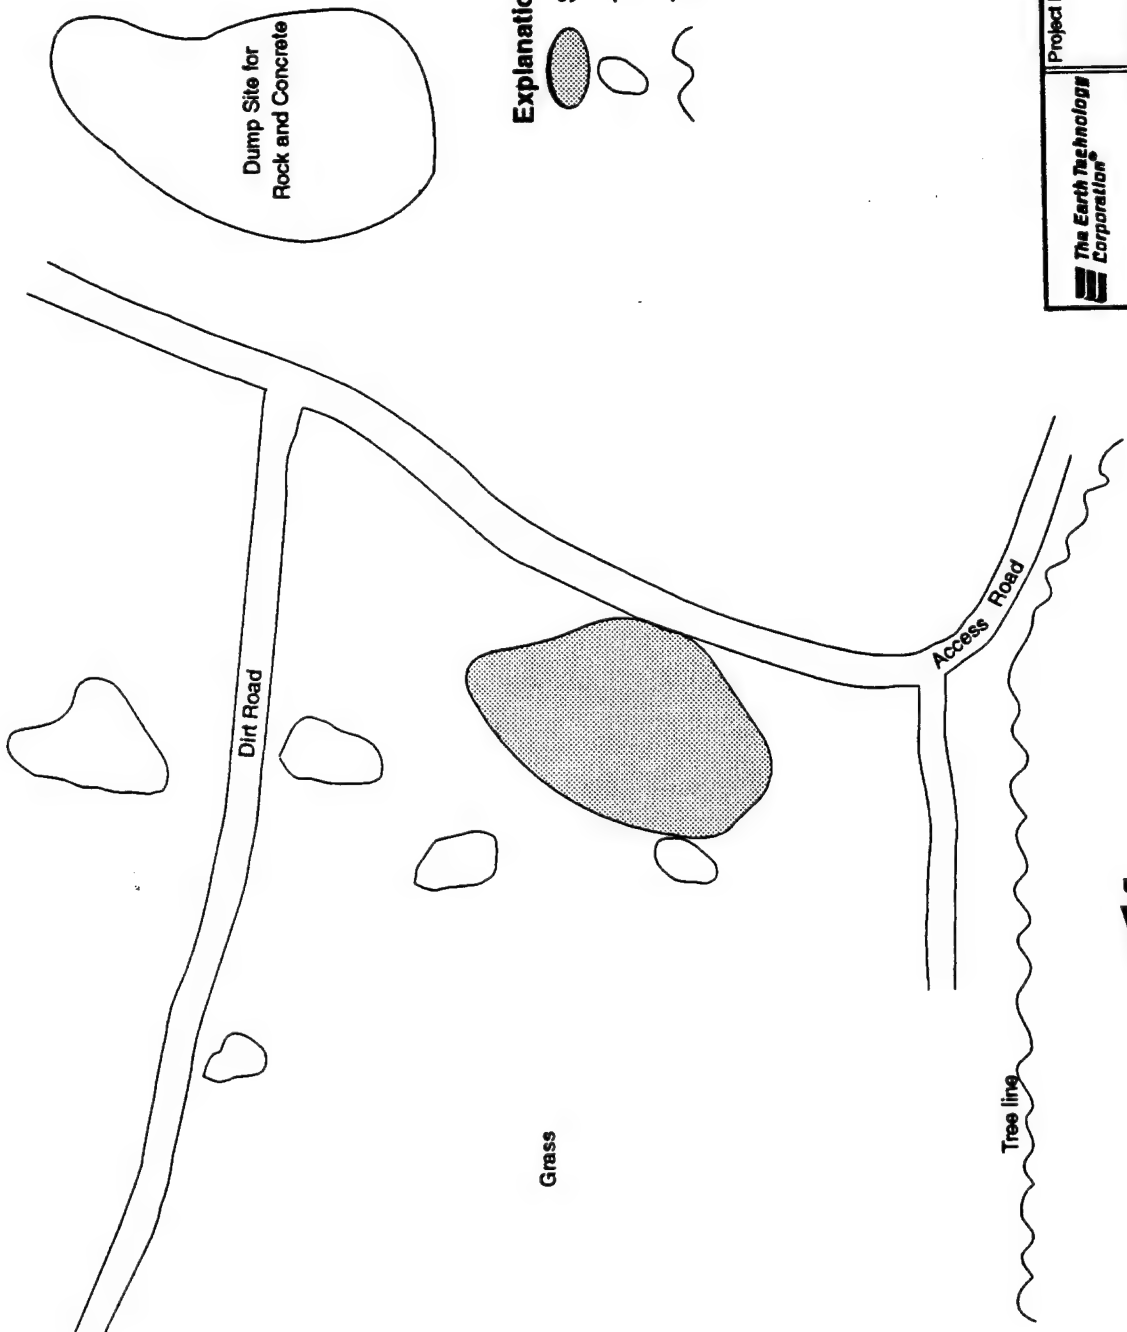 Dump Site for
Rock and Concrete
Explanatio
Dirt Road
Access Road
Grass
Tree line
Project
The Earth Technology
Corporation®